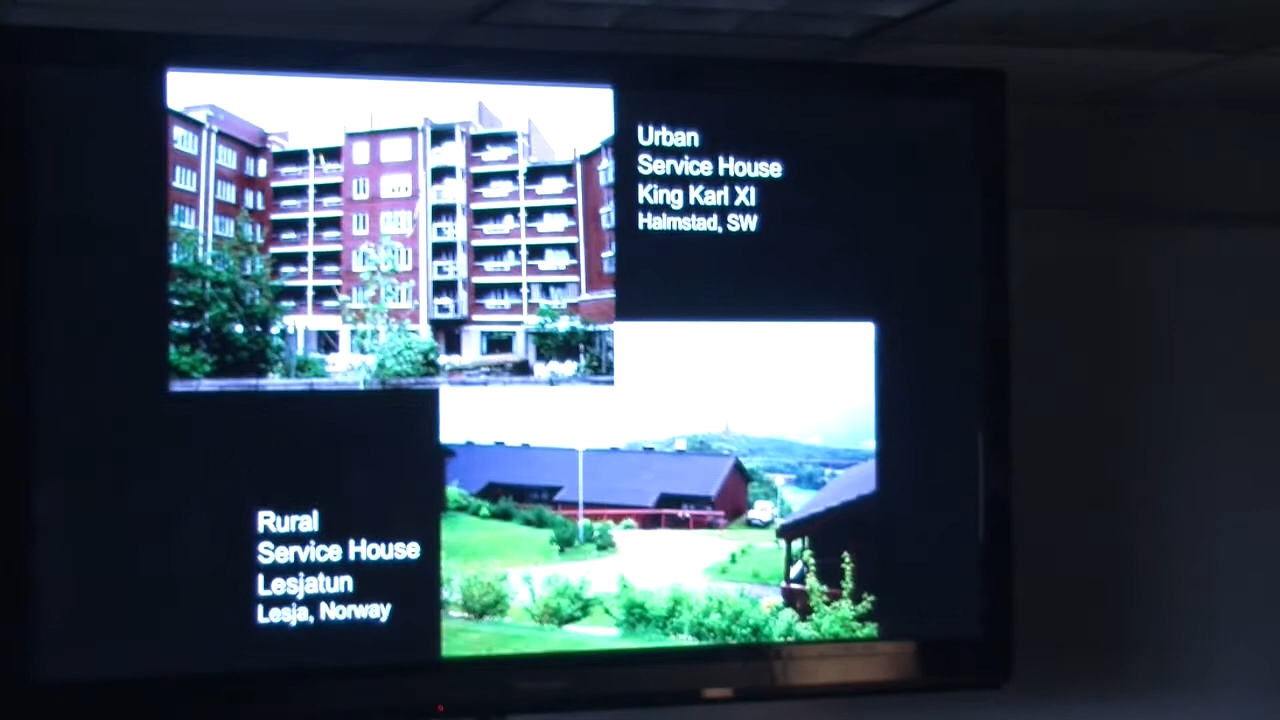 Urban
Service House
King Karl XI
Halmstad, SW
Rural
Service House
Lesjatun
Lesja, Norway